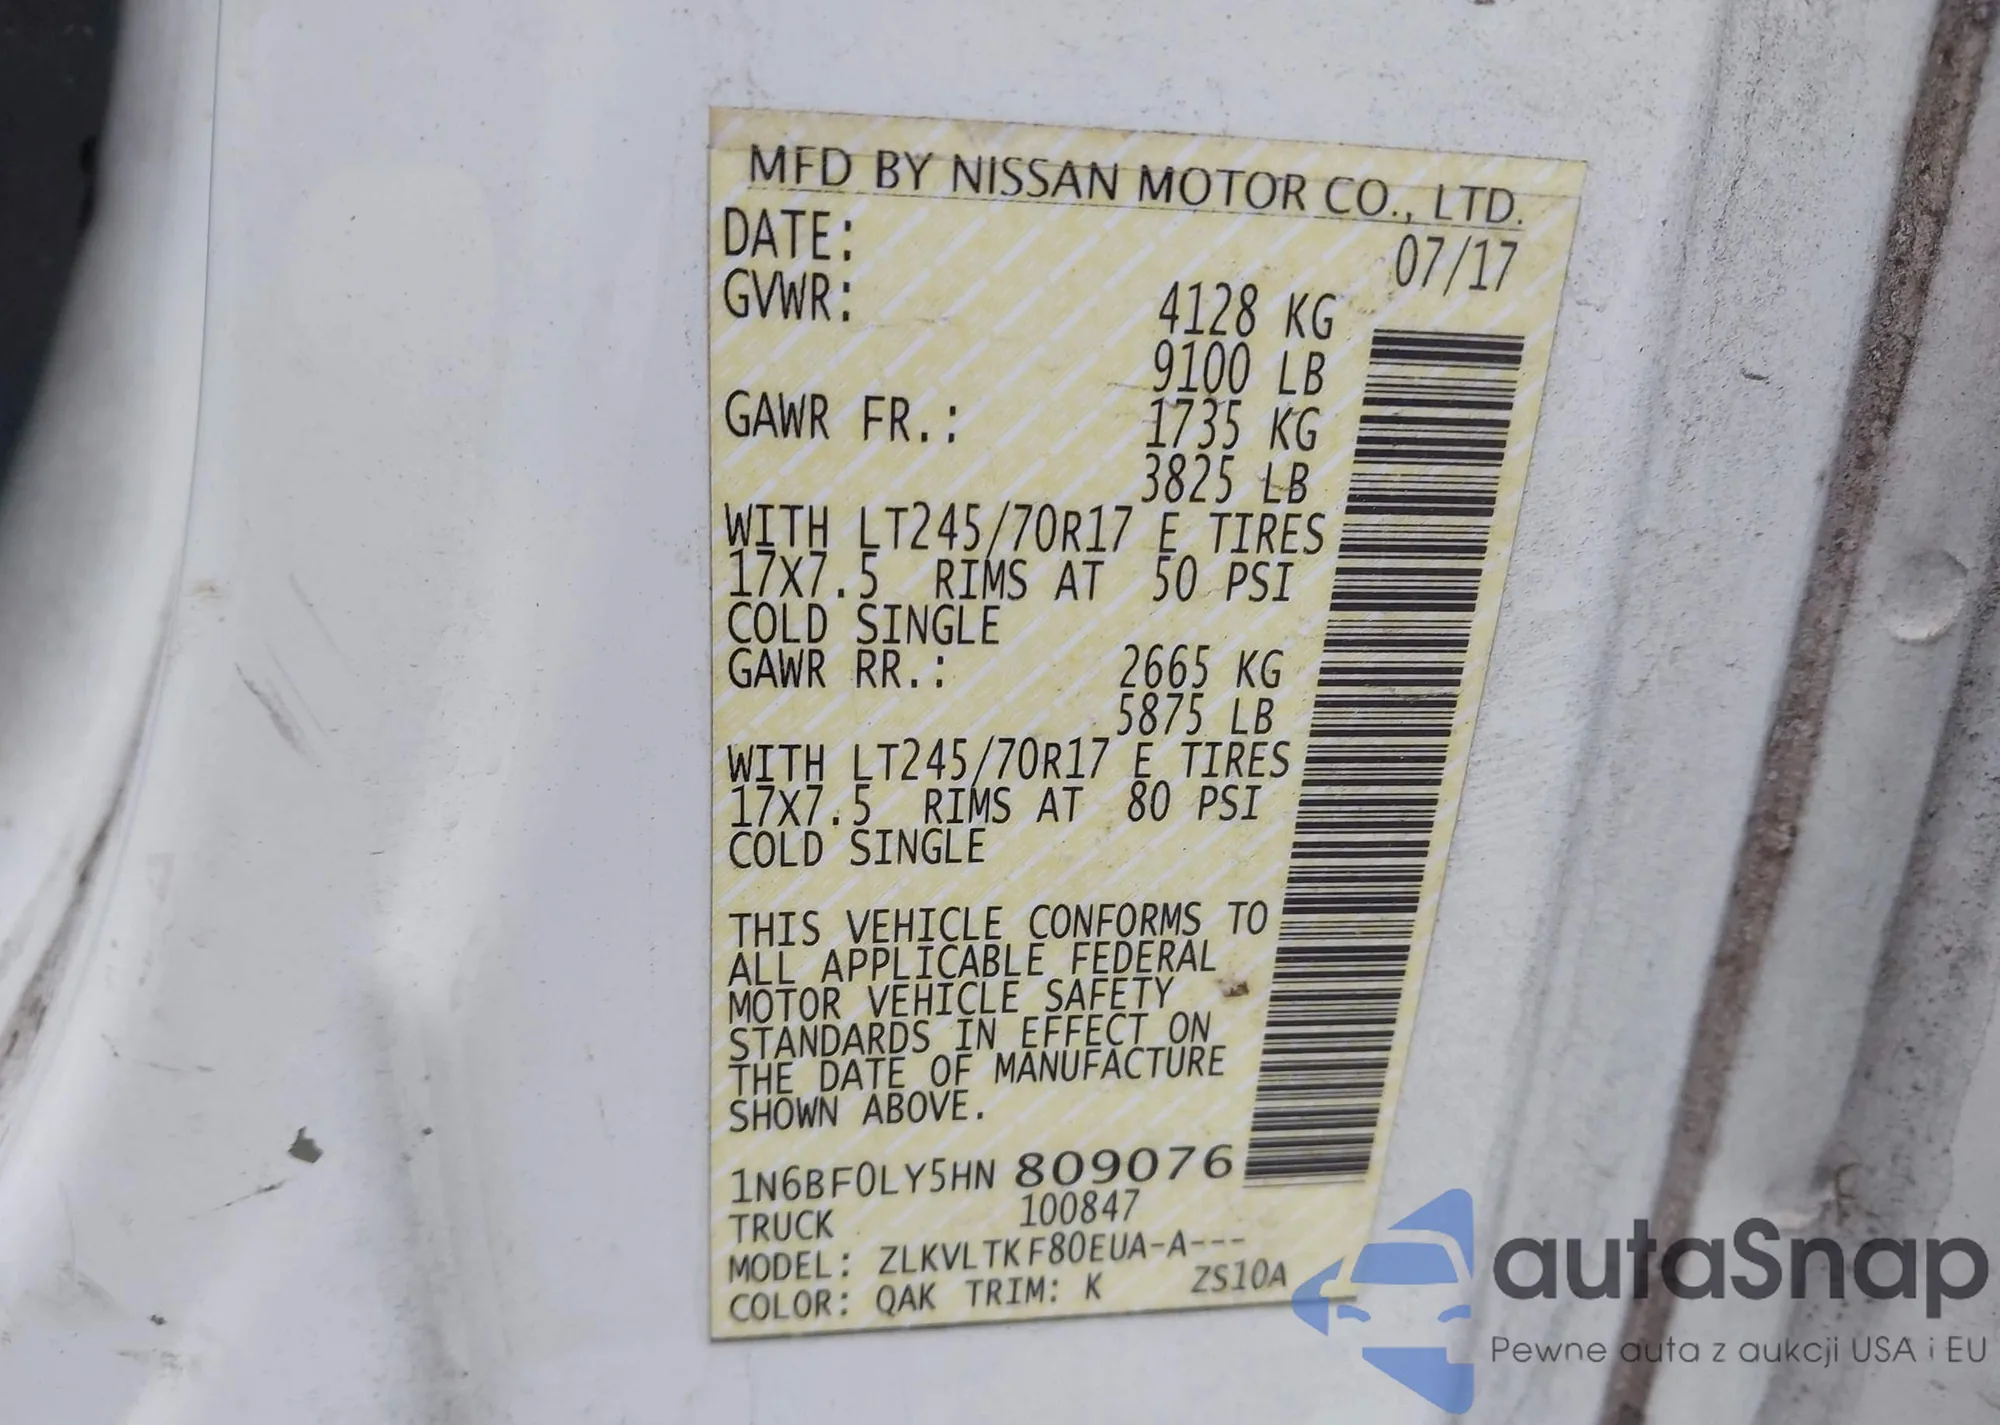 MFD BY NISSAN MOTOR CO., LTD.
DATE: 07/17
GVWR: 4128 KG
9100 LB
GAWR FR.: 1735 KG
3825 LB
WITH LT245/70R17 E TIRES
17X7.5 RIMS AT 50 PSI
COLD SINGLE
GAWR RR.: 2665 KG
5875 LB
WITH LT245/70R17 E TIRES
17X7.5 RIMS AT 80 PSI
COLD SINGLE
THIS VEHICLE CONFORMS TO
ALL APPLICABLE FEDERAL
MOTOR VEHICLE SAFETY
STANDARDS IN EFFECT ON
THE DATE OF MANUFACTURE
SHOWN ABOVE.
1N6BF0LY5HN 809076
TRUCK 100847
MODEL: ZLKVLTKF80EUA-A---
COLOR: QAK TRIM: K ZS10A
autaSnap
Pewne auta z aukcji USA i EU